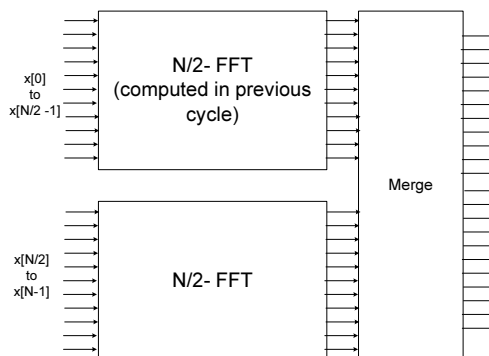 x[0]
to
x[N/2 -1]
N/2- FFT
(computed in previous
cycle)
Merge
x[N/2]
to
x[N-1]
N/2- FFT